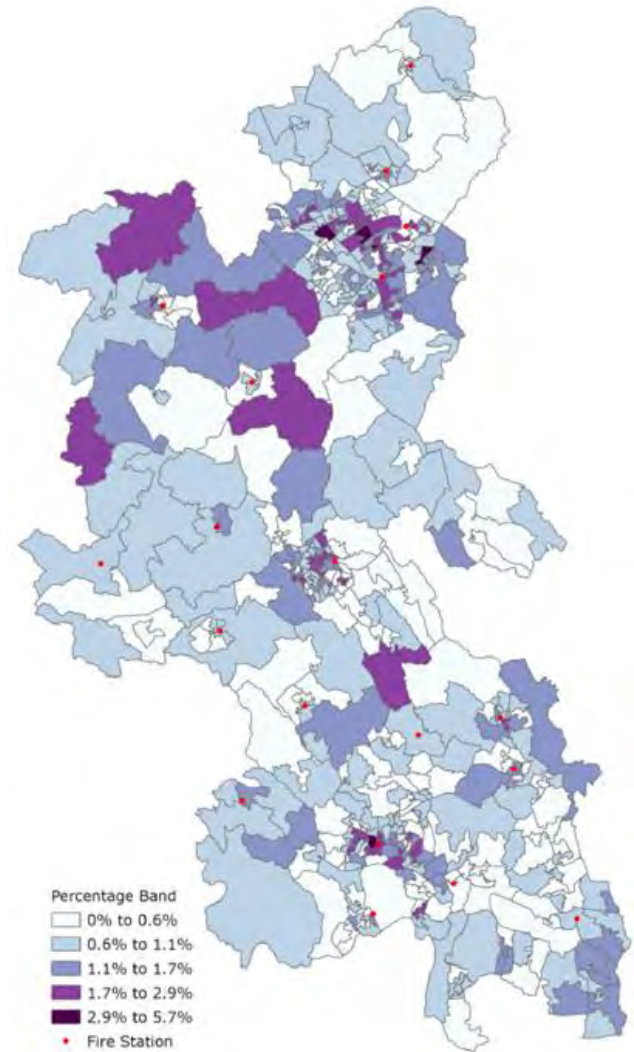 Percentage Band
0% to 0.6%
0.6% to 1.1%
1.1% to 1.7%
1.7% to 2.9%
2.9% to 5.7%
Fire Station